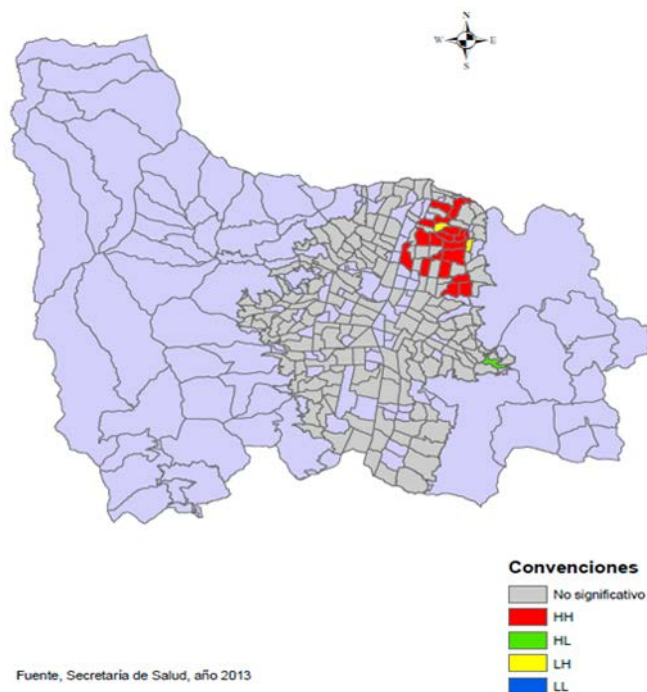 N
W E
S
Convenciones
No significativo
HH
HL
LH
LL
Fuente, Secretaría de Salud, año 2013